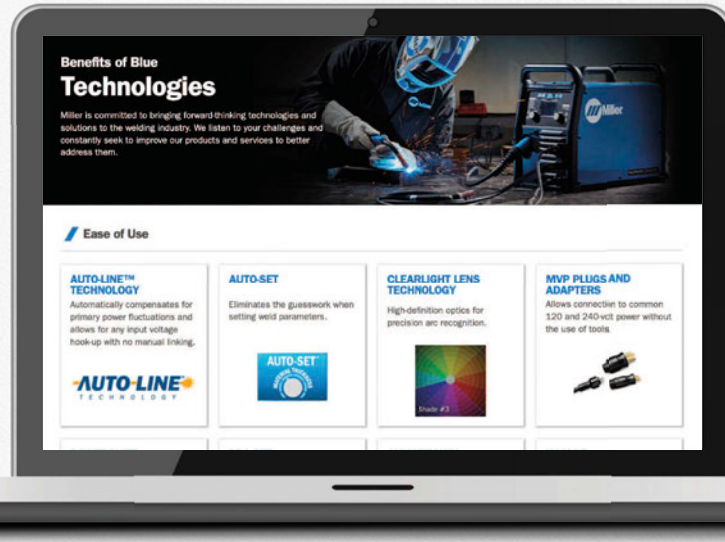 Benefits of Blue
Technologies
Miller is committed to bringing forward-thinking technologies and
solutions to the welding industry. We listen to your challenges and
constantly seek to improve our products and services to better
address them.
Miller
Ease of Use
AUTO-LINE™
TECHNOLOGY
Automatically compensates for
primary power fluctuations and
allows for any input voltage
hook-up with no manual linking.
AUTO-LINE
TECHNOLOGY
AUTO-SET
Eliminates the guesswork when
setting weld parameters.
AUTO-SET™
MATERIAL THICKNESS
CLEARLIGHT LENS
TECHNOLOGY
High-definition optics for
precision arc recognition.
Shade #3
MVP PLUGS AND
ADAPTERS
Allows connection to common
120 and 240-volt power without
the use of tools.